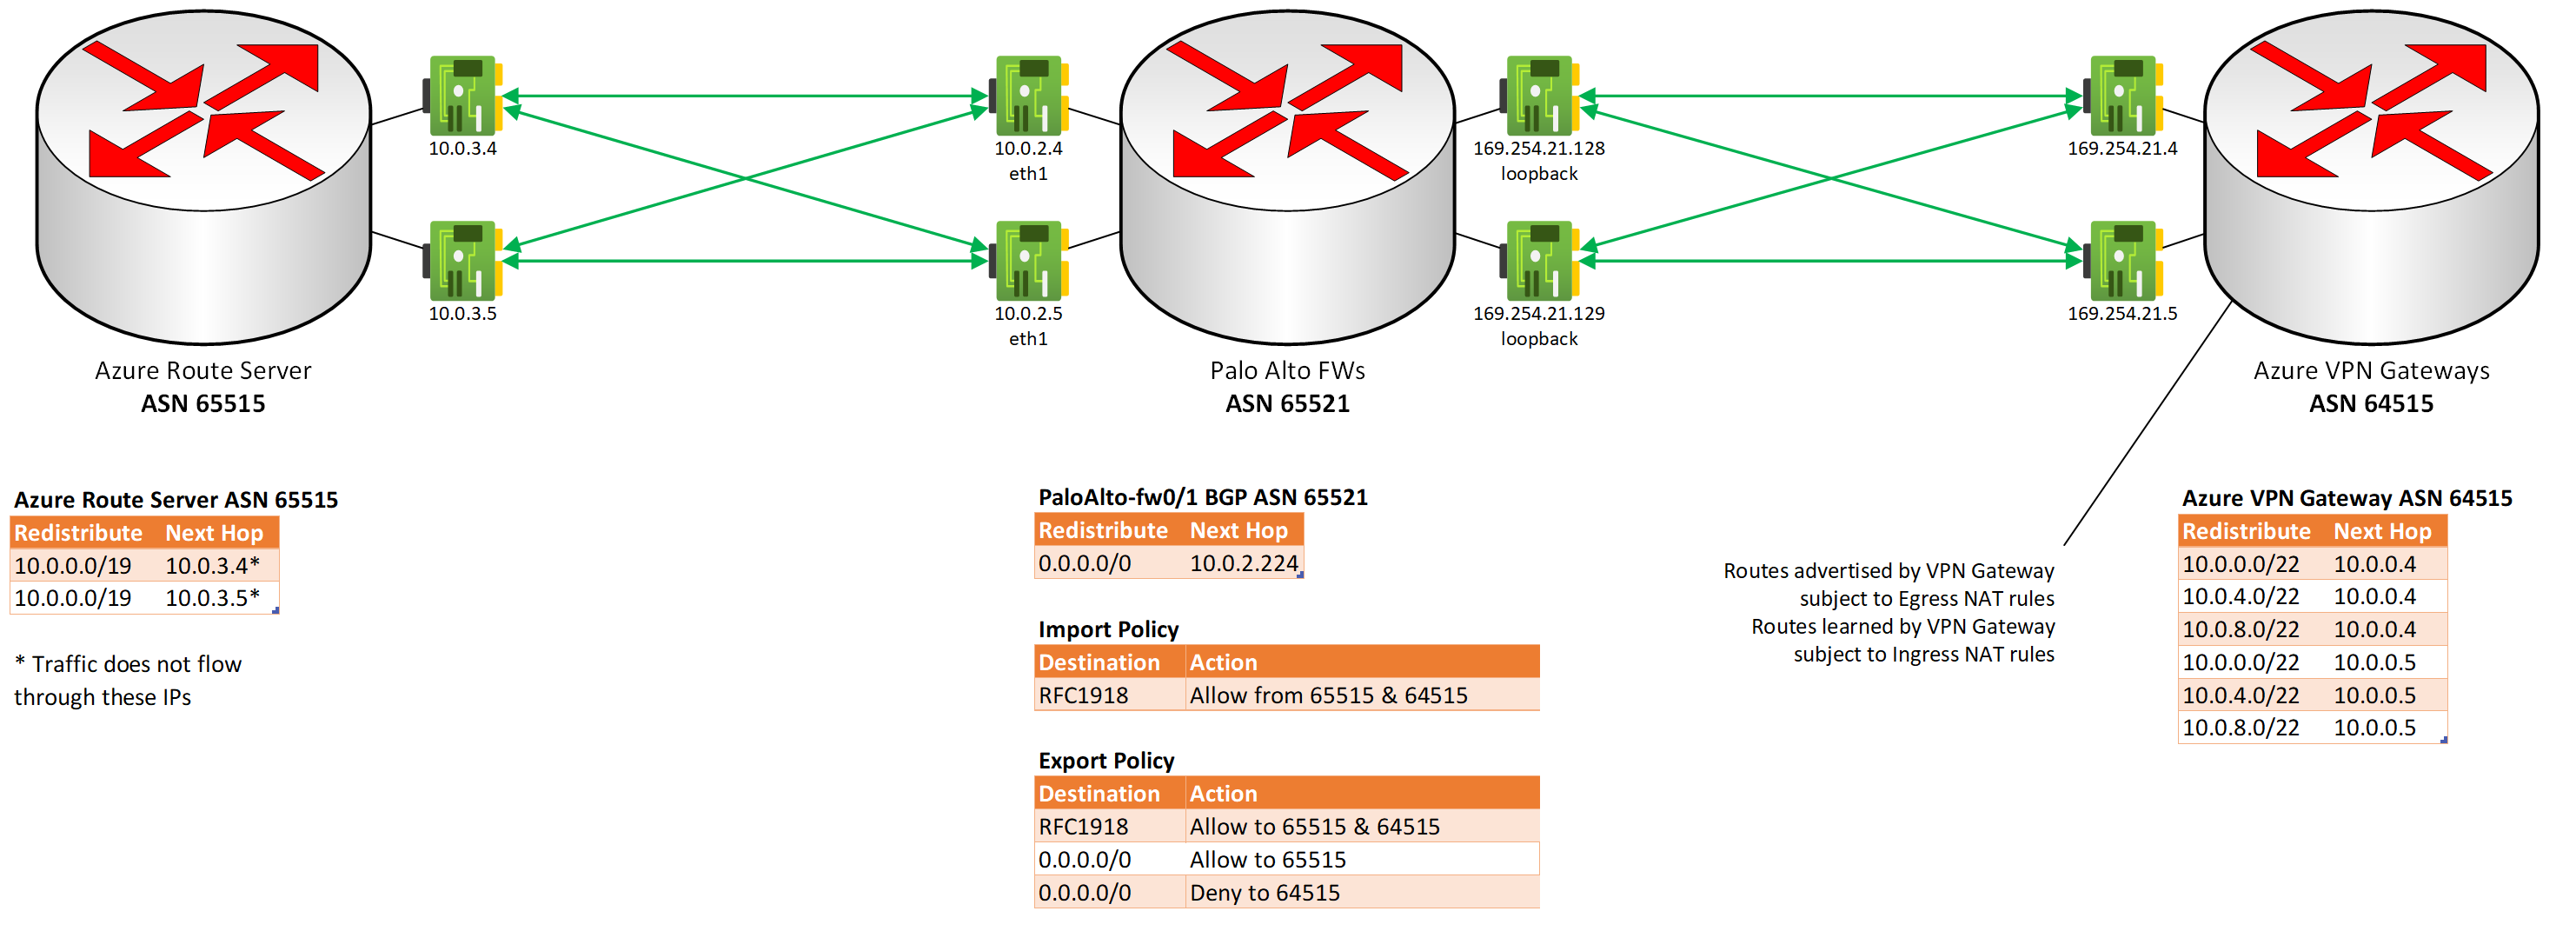 10.0.3.4
10.0.3.5
Azure Route Server
ASN 65515
10.0.2.4
eth1
10.0.2.5
eth1
Palo Alto FWs
ASN 65521
169.254.21.128
loopback
169.254.21.129
loopback
169.254.21.4
169.254.21.5
Azure VPN Gateways
ASN 64515
Azure Route Server ASN 65515
Redistribute Next Hop
10.0.0.0/19 10.0.3.4*
10.0.0.0/19 10.0.3.5*
* Traffic does not flow
through these IPs
PaloAlto-fw0/1 BGP ASN 65521
Redistribute Next Hop
0.0.0.0/0 10.0.2.224
Import Policy
Destination Action
RFC1918 Allow from 65515 & 64515
Export Policy
Destination Action
RFC1918 Allow to 65515 & 64515
0.0.0.0/0 Allow to 65515
0.0.0.0/0 Deny to 64515
Routes advertised by VPN Gateway
subject to Egress NAT rules
Routes learned by VPN Gateway
subject to Ingress NAT rules
Azure VPN Gateway ASN 64515
Redistribute Next Hop
10.0.0.0/22 10.0.0.4
10.0.4.0/22 10.0.0.4
10.0.8.0/22 10.0.0.4
10.0.0.0/22 10.0.0.5
10.0.4.0/22 10.0.0.5
10.0.8.0/22 10.0.0.5